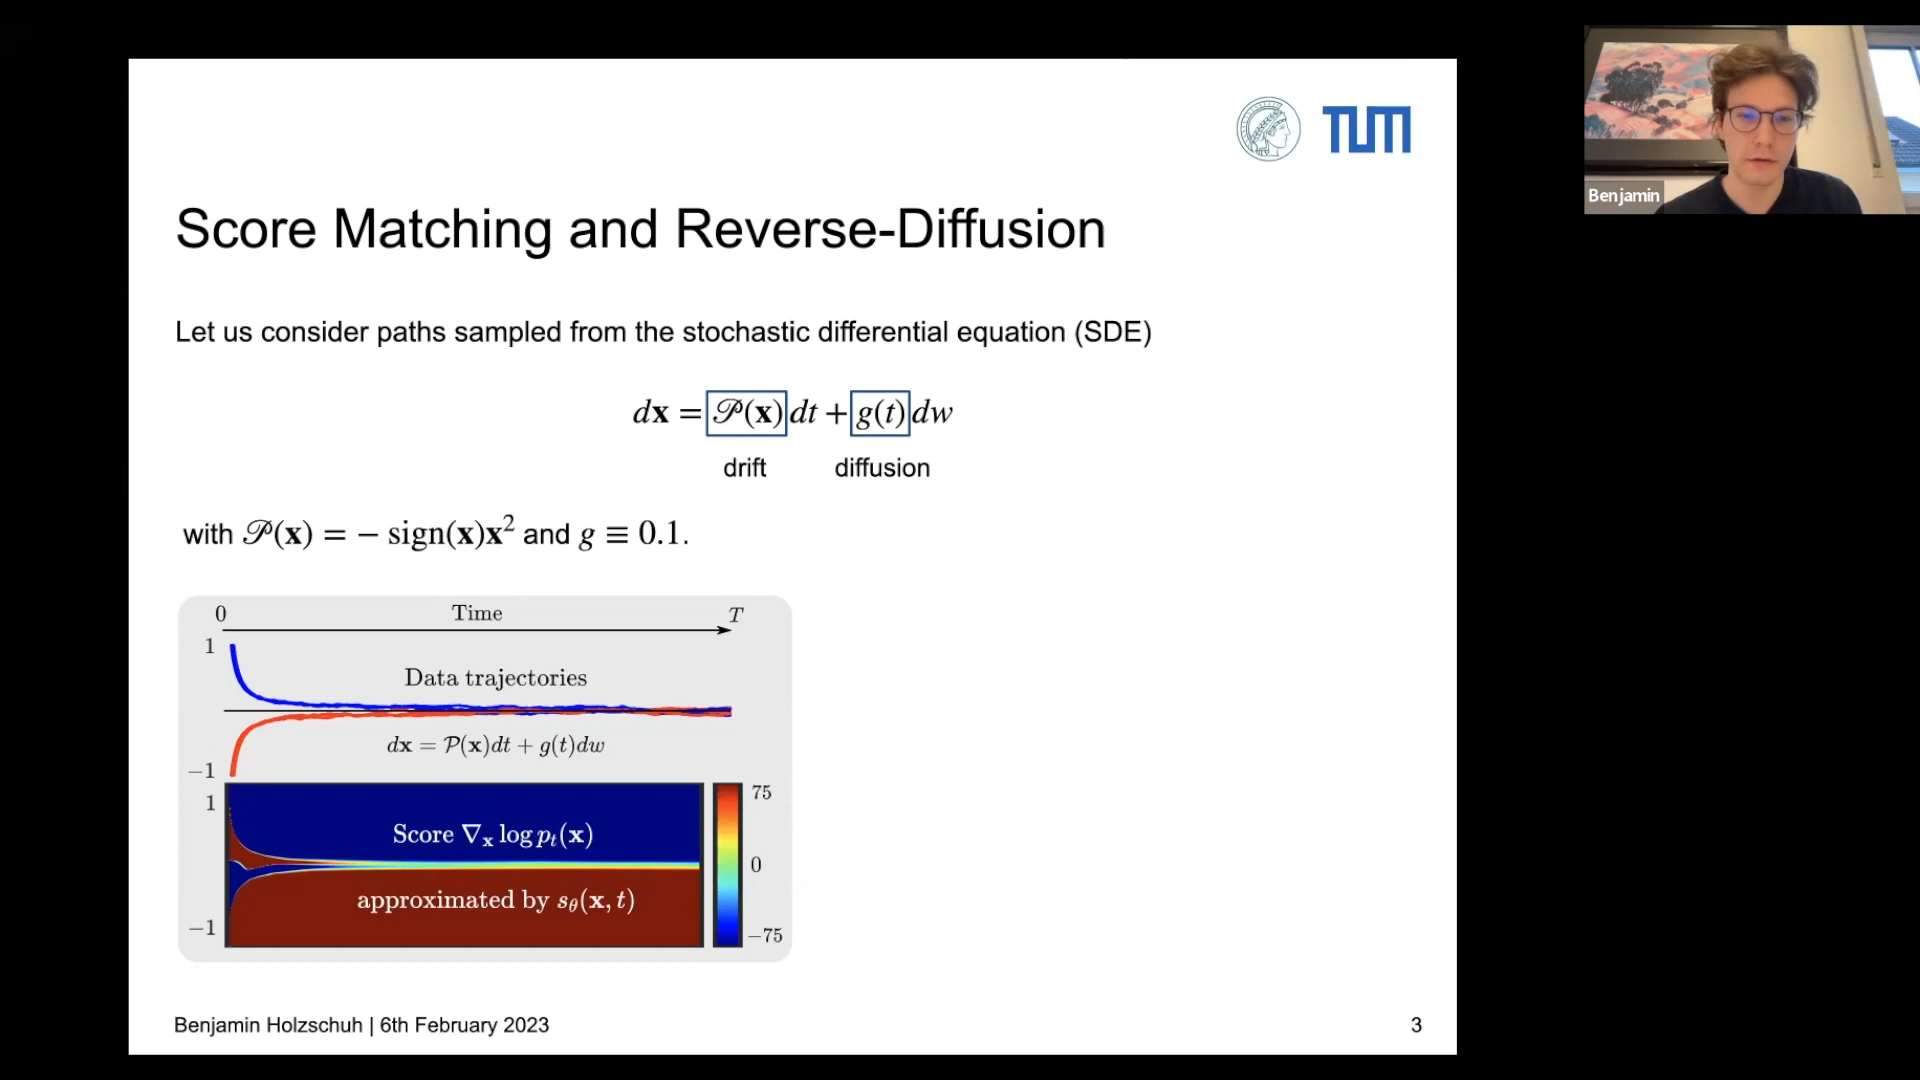 TUM
Benjamin
Score Matching and Reverse-Diffusion
Let us consider paths sampled from the stochastic differential equation (SDE)
d𝐱 = 𝒫(𝐱) dt + g(t) dw
drift diffusion
with 𝒫(𝐱) = − sign(𝐱)𝐱² and g ≡ 0.1.
0 Time T
1
Data trajectories
d𝐱 = 𝒫(𝐱)dt + g(t)dw
−1
1
75
Score ∇ₓ log pₜ(𝐱)
0
approximated by s_θ(𝐱, t)
−1
−75
Benjamin Holzschuh | 6th February 2023
3